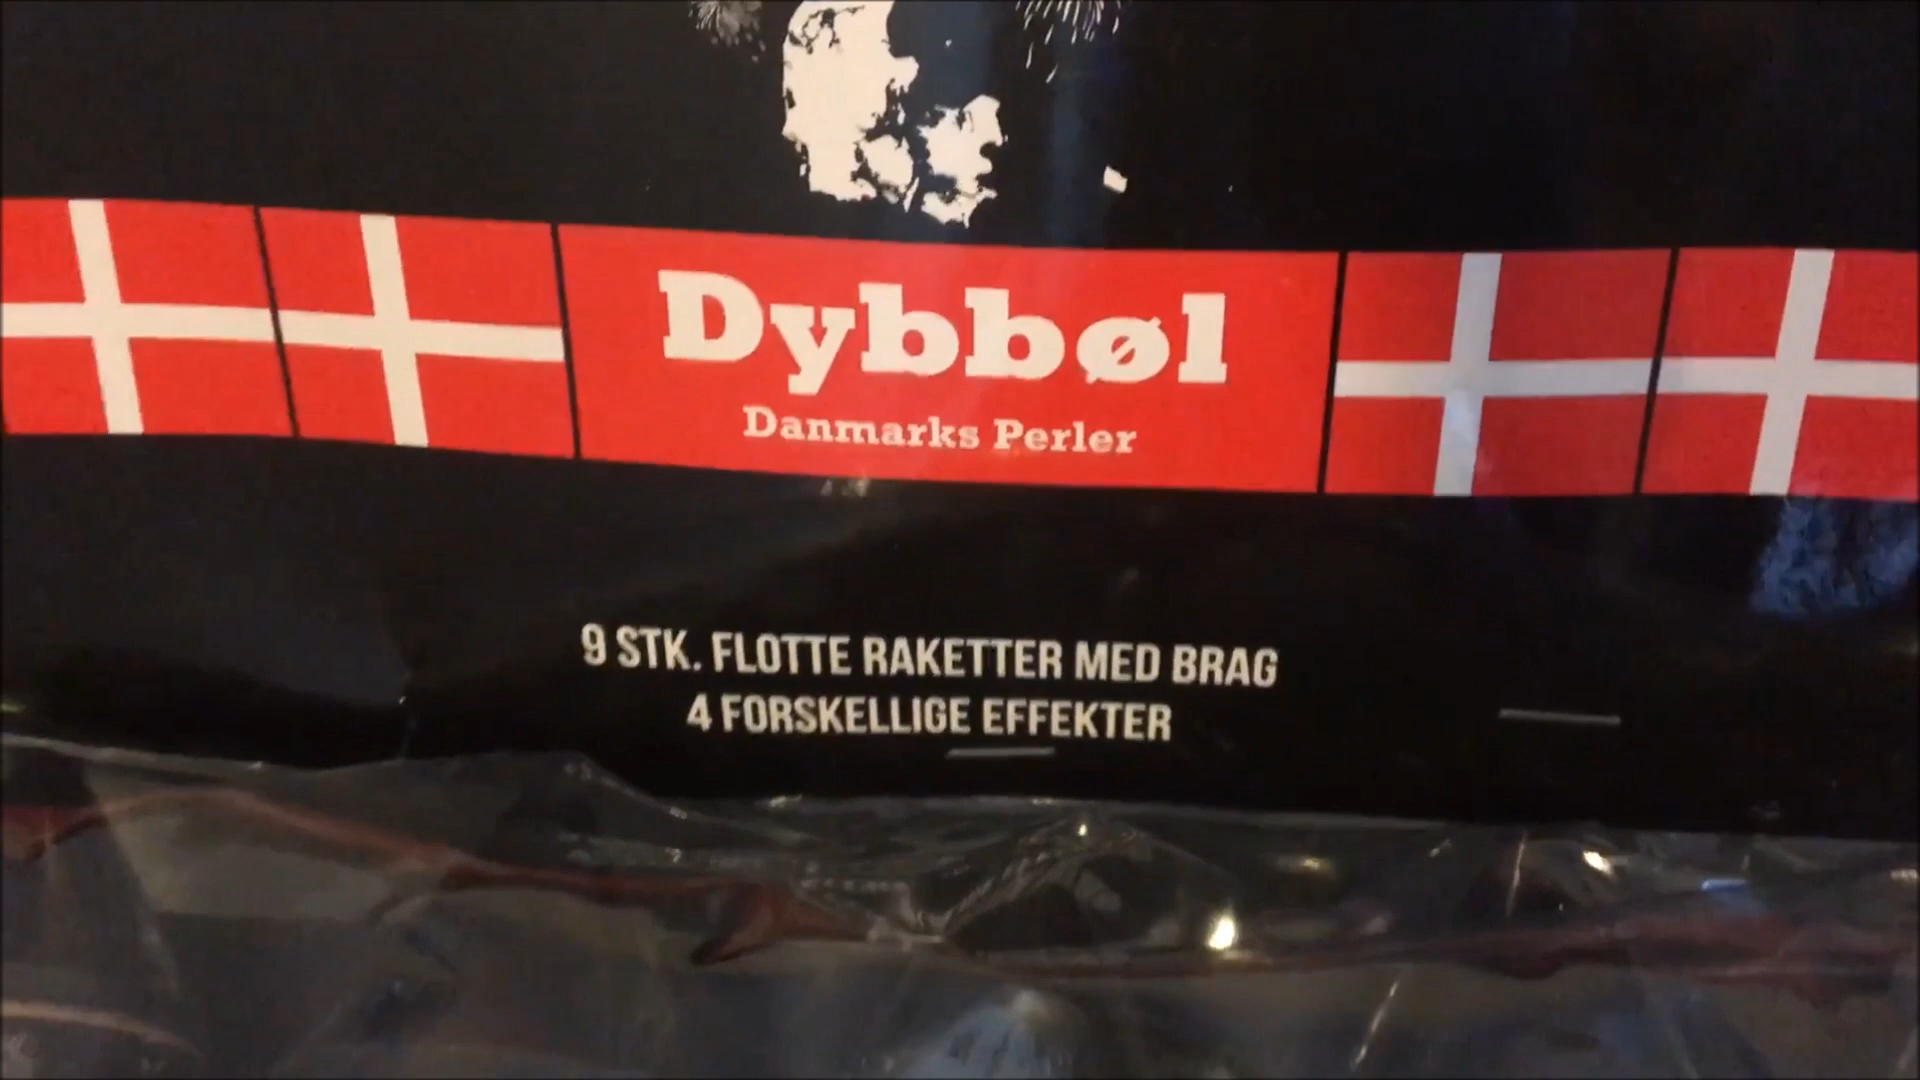 Dybbøl
Danmarks Perler
9 STK. FLOTTE RAKETTER MED BRAG
4 FORSKELLIGE EFFEKTER